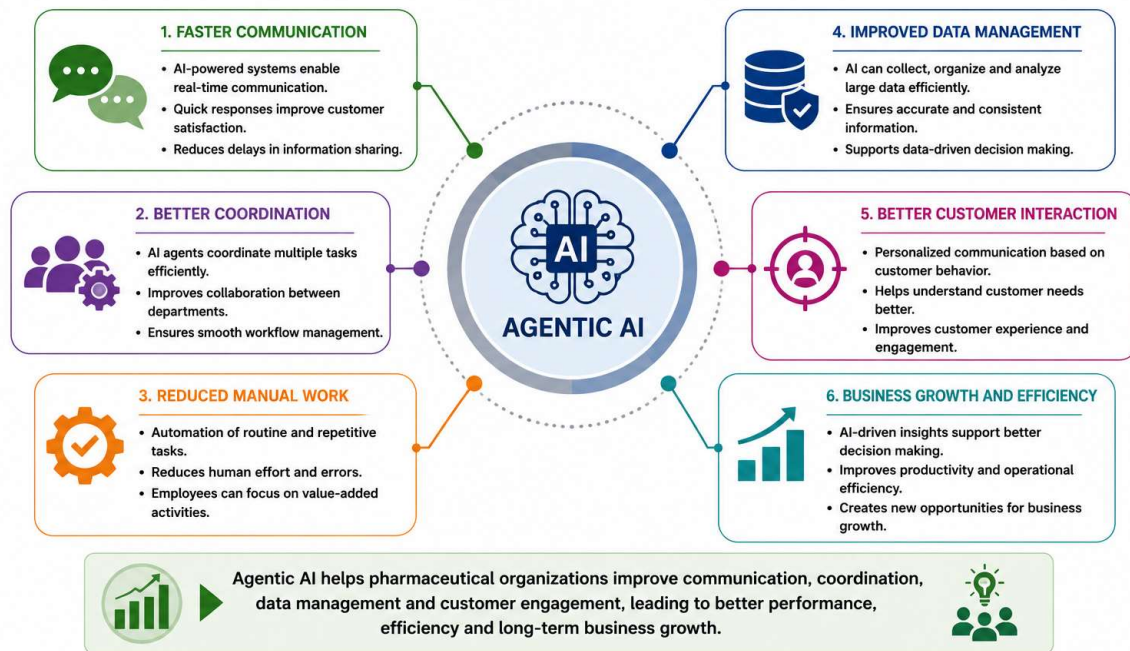 1. FASTER COMMUNICATION
• AI-powered systems enable
real-time communication.
• Quick responses improve customer
satisfaction.
• Reduces delays in information sharing.
2. BETTER COORDINATION
• AI agents coordinate multiple tasks
efficiently.
• Improves collaboration between
departments.
• Ensures smooth workflow management.
3. REDUCED MANUAL WORK
• Automation of routine and repetitive
tasks.
• Reduces human effort and errors.
• Employees can focus on value-added
activities.
AI
AGENTIC AI
4. IMPROVED DATA MANAGEMENT
• AI can collect, organize and analyze
large data efficiently.
• Ensures accurate and consistent
information.
• Supports data-driven decision making.
5. BETTER CUSTOMER INTERACTION
• Personalized communication based on
customer behavior.
• Helps understand customer needs
better.
• Improves customer experience and
engagement.
6. BUSINESS GROWTH AND EFFICIENCY
• AI-driven insights support better
decision making.
• Improves productivity and operational
efficiency.
• Creates new opportunities for business
growth.
Agentic AI helps pharmaceutical organizations improve communication, coordination,
data management and customer engagement, leading to better performance,
efficiency and long-term business growth.